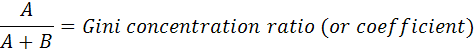 A/(A + B) = Gini concentration ratio (or coefficient)